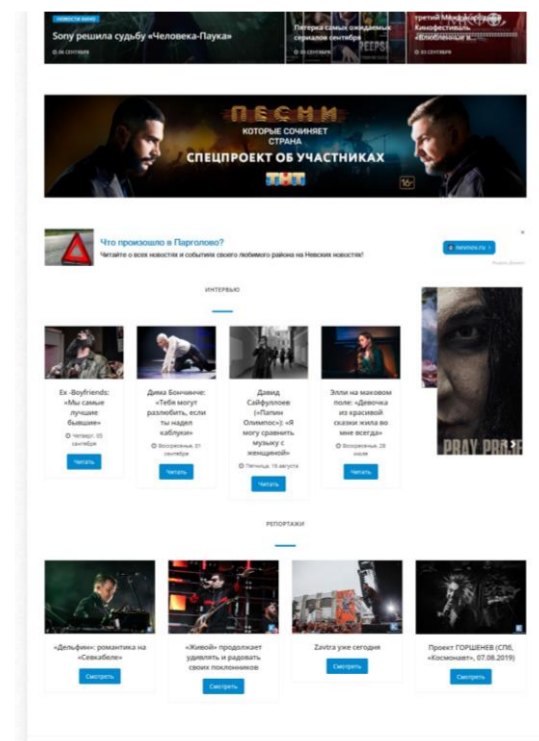 НОВОСТИ КИНО
Sony решила судьбу «Человека-Паука»
06 СЕНТЯБРЯ
Пятерка самых ожидаемых
сериалов сентября
03 СЕНТЯБРЯ
третий Международный
Кинофестиваль
«Влюбленные в...
03 СЕНТЯБРЯ
ПЕСНИ
КОТОРЫЕ СОЧИНЯЕТ
СТРАНА
СПЕЦПРОЕКТ ОБ УЧАСТНИКАХ
ТНТ
16+
Что произошло в Парголово?
Читайте о всех новостях и событиях своего любимого района на Невских новостях!
nevnov.ru
Яндекс.Директ
ИНТЕРВЬЮ
Ex -Boyfriends:
«Мы самые
лучшие
бывшие»
Четверг, 05
сентября
Читать
Дима Бончинче:
«Тебя могут
разлюбить, если
ты надел
каблуки»
Воскресенье, 01
сентября
Читать
Давид
Сайфуллоев
(«Папин
Олимпос»): «Я
могу сравнить
музыку с
женщиной»
Пятница, 16 августа
Читать
Элли на маковом
поле: «Девочка
из красивой
сказки жила во
мне всегда»
Воскресенье, 28
июля
Читать
PRAY
РЕПОРТАЖИ
«Дельфин»: романтика на
«Севкабеле»
Смотреть
«Живой» продолжает
удивлять и радовать
своих поклонников
Смотреть
Zavtra уже сегодня
Смотреть
Проект ГОРШЕНЕВ (СПб,
«Космонавт», 07.08.2019)
Смотреть